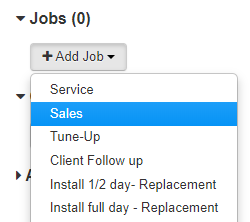 Jobs (0)
+ Add Job
Service
Sales
Tune-Up
Client Follow up
Install 1/2 day- Replacement
Install full day - Replacement